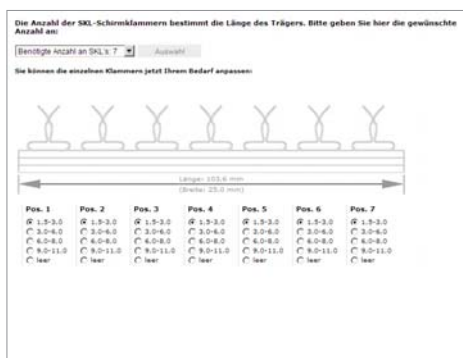 Die Anzahl der SKL-Schirmklammern bestimmt die Länge des Trägers. Bitte geben Sie hier die gewünschte
Anzahl an:
Benötigte Anzahl an SKL's: 7 Auswahl
Sie können die einzelnen Klammern jetzt Ihrem Bedarf anpassen:
Länge: 103,6 mm
(Breite: 25,0 mm)
Pos. 1 Pos. 2 Pos. 3 Pos. 4 Pos. 5 Pos. 6 Pos. 7
1.5-3.0 1.5-3.0 1.5-3.0 1.5-3.0 1.5-3.0 1.5-3.0 1.5-3.0
3.0-6.0 3.0-6.0 3.0-6.0 3.0-6.0 3.0-6.0 3.0-6.0 3.0-6.0
6.0-8.0 6.0-8.0 6.0-8.0 6.0-8.0 6.0-8.0 6.0-8.0 6.0-8.0
9.0-11.0 9.0-11.0 9.0-11.0 9.0-11.0 9.0-11.0 9.0-11.0 9.0-11.0
leer leer leer leer leer leer leer